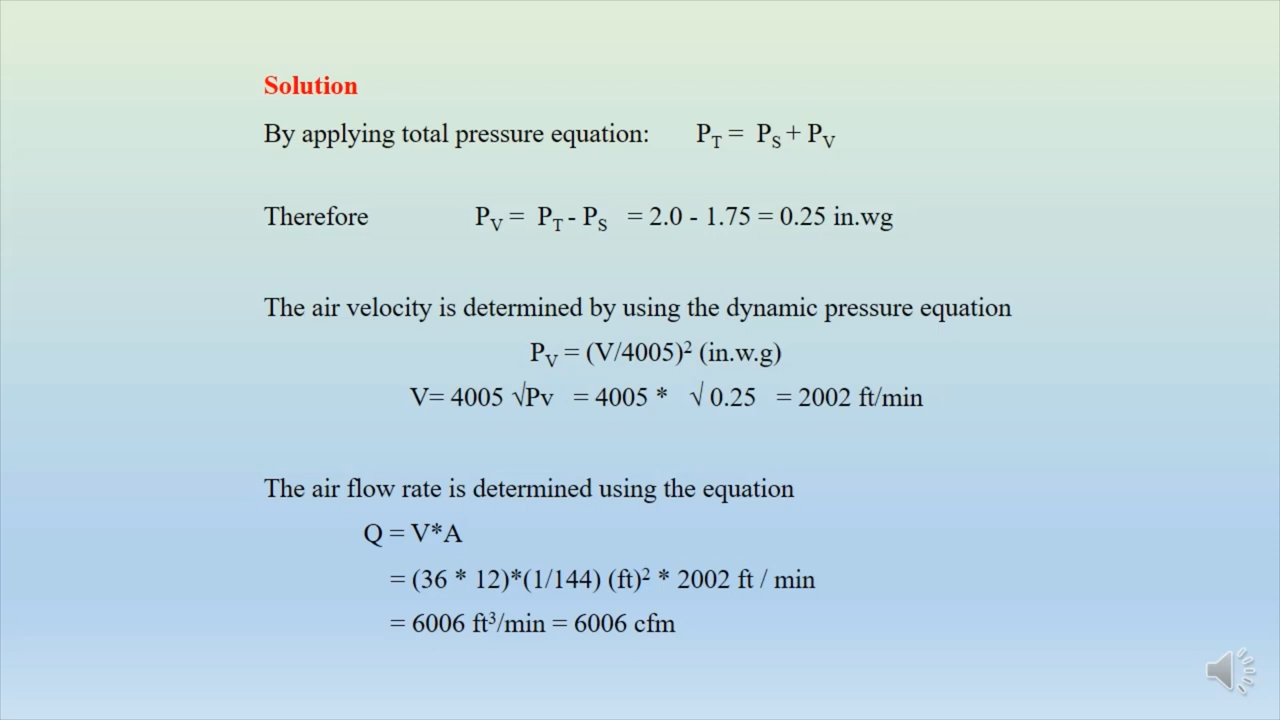 Solution
By applying total pressure equation: P_T = P_S + P_V
Therefore P_V = P_T - P_S = 2.0 - 1.75 = 0.25 in.wg
The air velocity is determined by using the dynamic pressure equation
P_V = (V/4005)² (in.w.g)
V= 4005 √Pv = 4005 * √ 0.25 = 2002 ft/min
The air flow rate is determined using the equation
Q = V*A
= (36 * 12)*(1/144) (ft)² * 2002 ft / min
= 6006 ft³/min = 6006 cfm